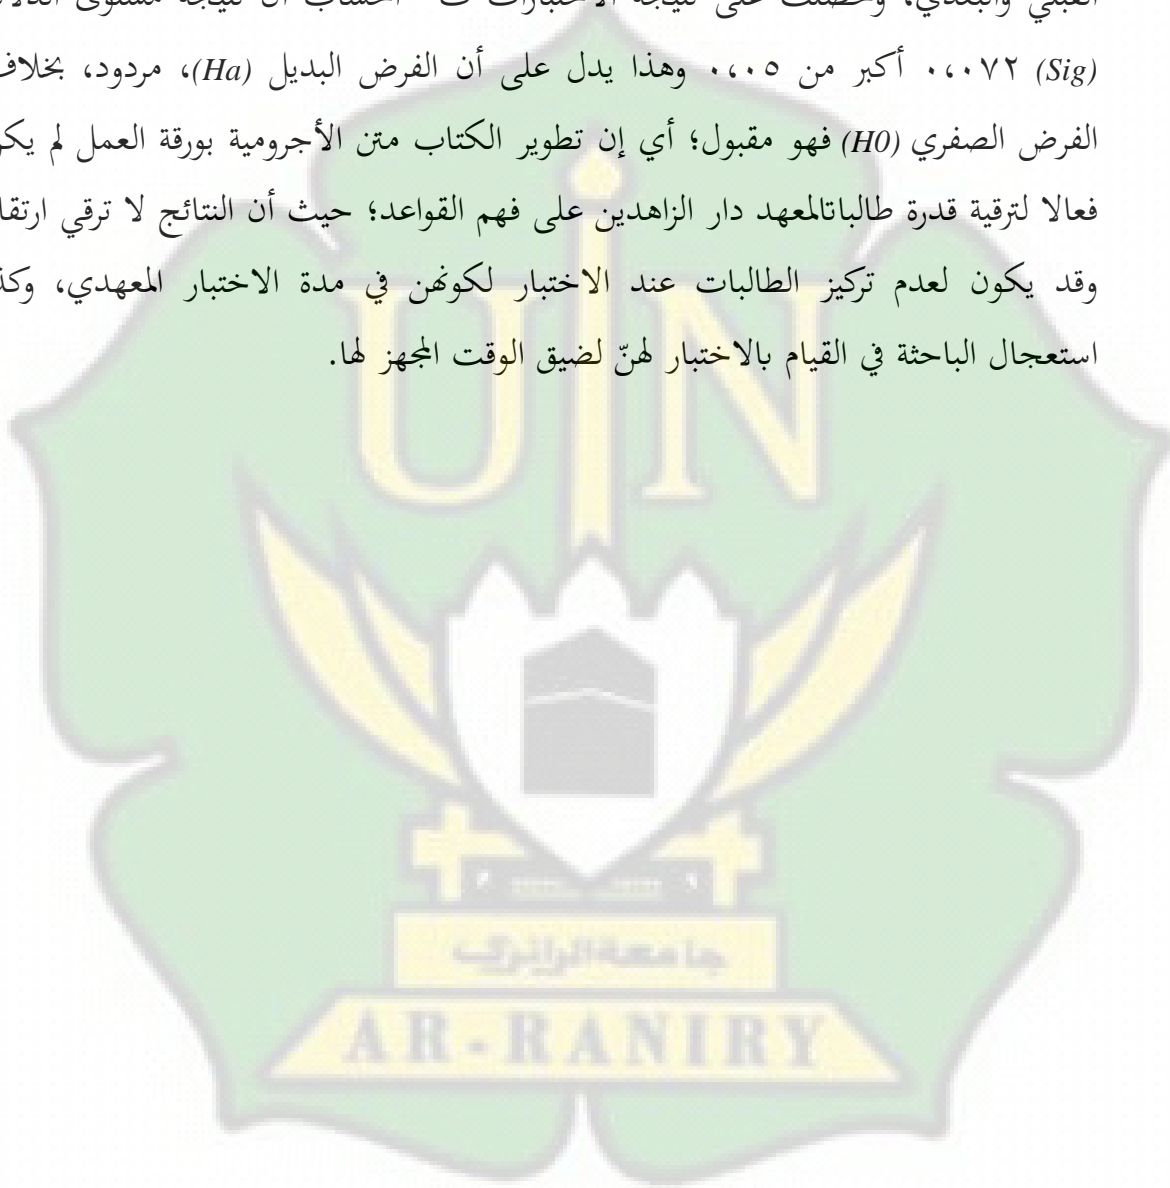 القبلي والبعدي، وحصلت على نتيجة الاختبارات ت- الحساب أن نتيجة مستوى
(Sig) ٠،٠٧٢ أكبر من ٠،٠٥ وهذا يدل على أن الفرض البديل (Ha)، مردود، بخلاف
الفرض الصفري (H0) فهو مقبول؛ أي إن تطوير الكتاب متن الأجرومية بورقة العمل لم
فعالا لترقية قدرة طالباتالمعهد دار الزاهدين على فهم القواعد؛ حيث أن النتائج لا ترقي
وقد يكون لعدم تركيز الطالبات عند الاختبار لكونهن في مدة الاختبار المعهدي،
استعجال الباحثة في القيام بالاختبار لهنّ لضيق الوقت المجهز لها.
UIN
جامعة الرانري
AR-RANIRY